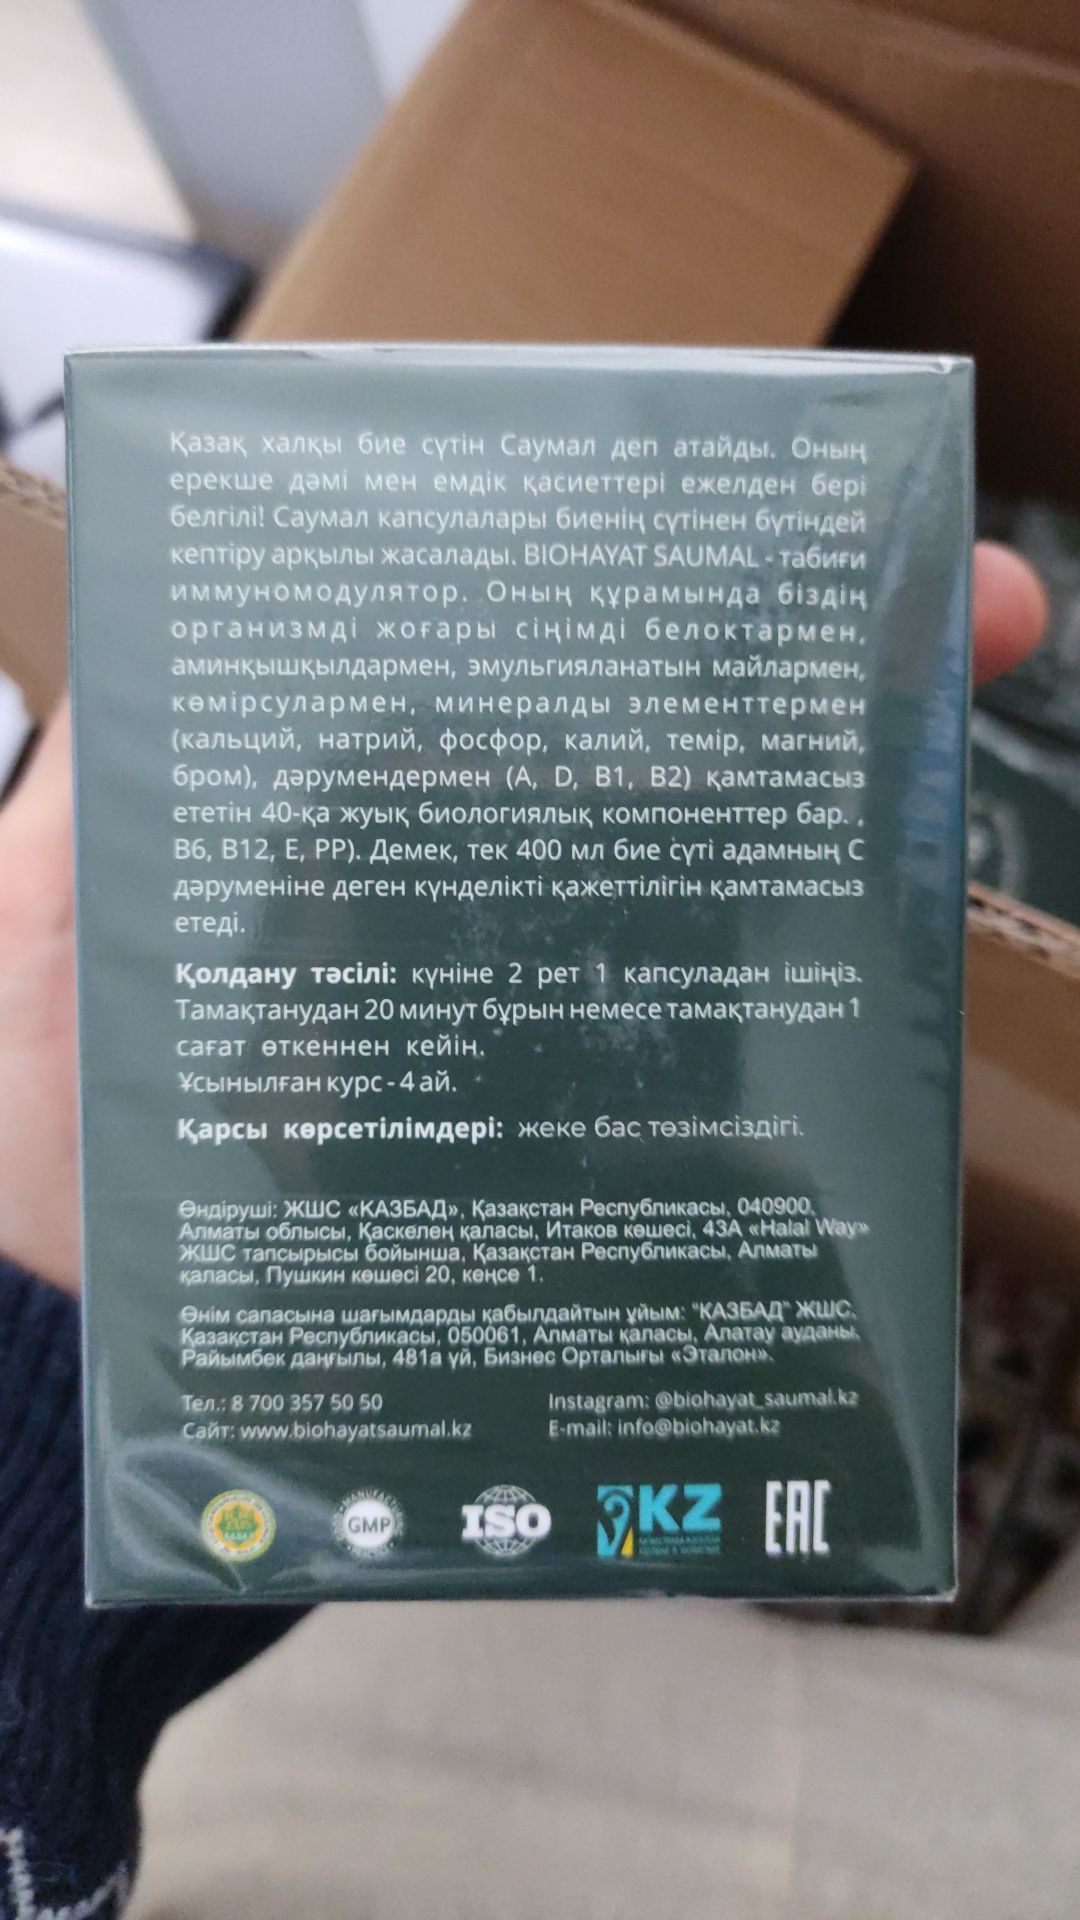 Қазақ халқы бие сүтін Саумал деп атайды. Оның
ерекше дәмі мен емдік қасиеттері ежелден бері
белгілі! Саумал капсулалары биенің сүтінен бүтіндей
кептіру арқылы жасалады. BIOHAYAT SAUMAL - табиғи
иммуномодулятор. Оның құрамында біздің
организмді жоғары сіңімді белоктармен,
аминқышқылдармен, эмульгияланатын майлармен,
көмірсулармен, минералды элементтермен
(кальций, натрий, фосфор, калий, темір, магний,
бром), дәрумендермен (A, D, B1, B2) қамтамасыз
ететін 40-қа жуық биологиялық компоненттер бар. ,
B6, B12, E, PP). Демек, тек 400 мл бие сүті адамның С
дәруменіне деген күнделікті қажеттілігін қамтамасыз
етеді.
Қолдану тәсілі: күніне 2 рет 1 капсуладан ішіңіз.
Тамақтанудан 20 минут бұрын немесе тамақтанудан 1
сағат өткеннен кейін.
Ұсынылған курс - 4 ай.
Қарсы көрсетілімдері: жеке бас төзімсіздігі.
Өндіруші: ЖШС «КАЗБАД», Қазақстан Республикасы, 040900,
Алматы облысы, Қаскелең қаласы, Итаков көшесі, 43А «Halal Way»
ЖШС тапсырысы бойынша, Қазақстан Республикасы, Алматы
қаласы, Пушкин көшесі 20, кеңсе 1.
Өнім сапасына шағымдарды қабылдайтын ұйым: "КАЗБАД" ЖШС.
Қазақстан Республикасы, 050061, Алматы қаласы, Алатау ауданы.
Райымбек даңғылы, 481а үй, Бизнес Орталығы «Эталон».
Тел.: 8 700 357 50 50
Instagram: @biohayat_saumal.kz
Сайт: www.biohayatsaumal.kz
E-mail: info@biohayat.kz
GMP
ISO
KZ
EAC